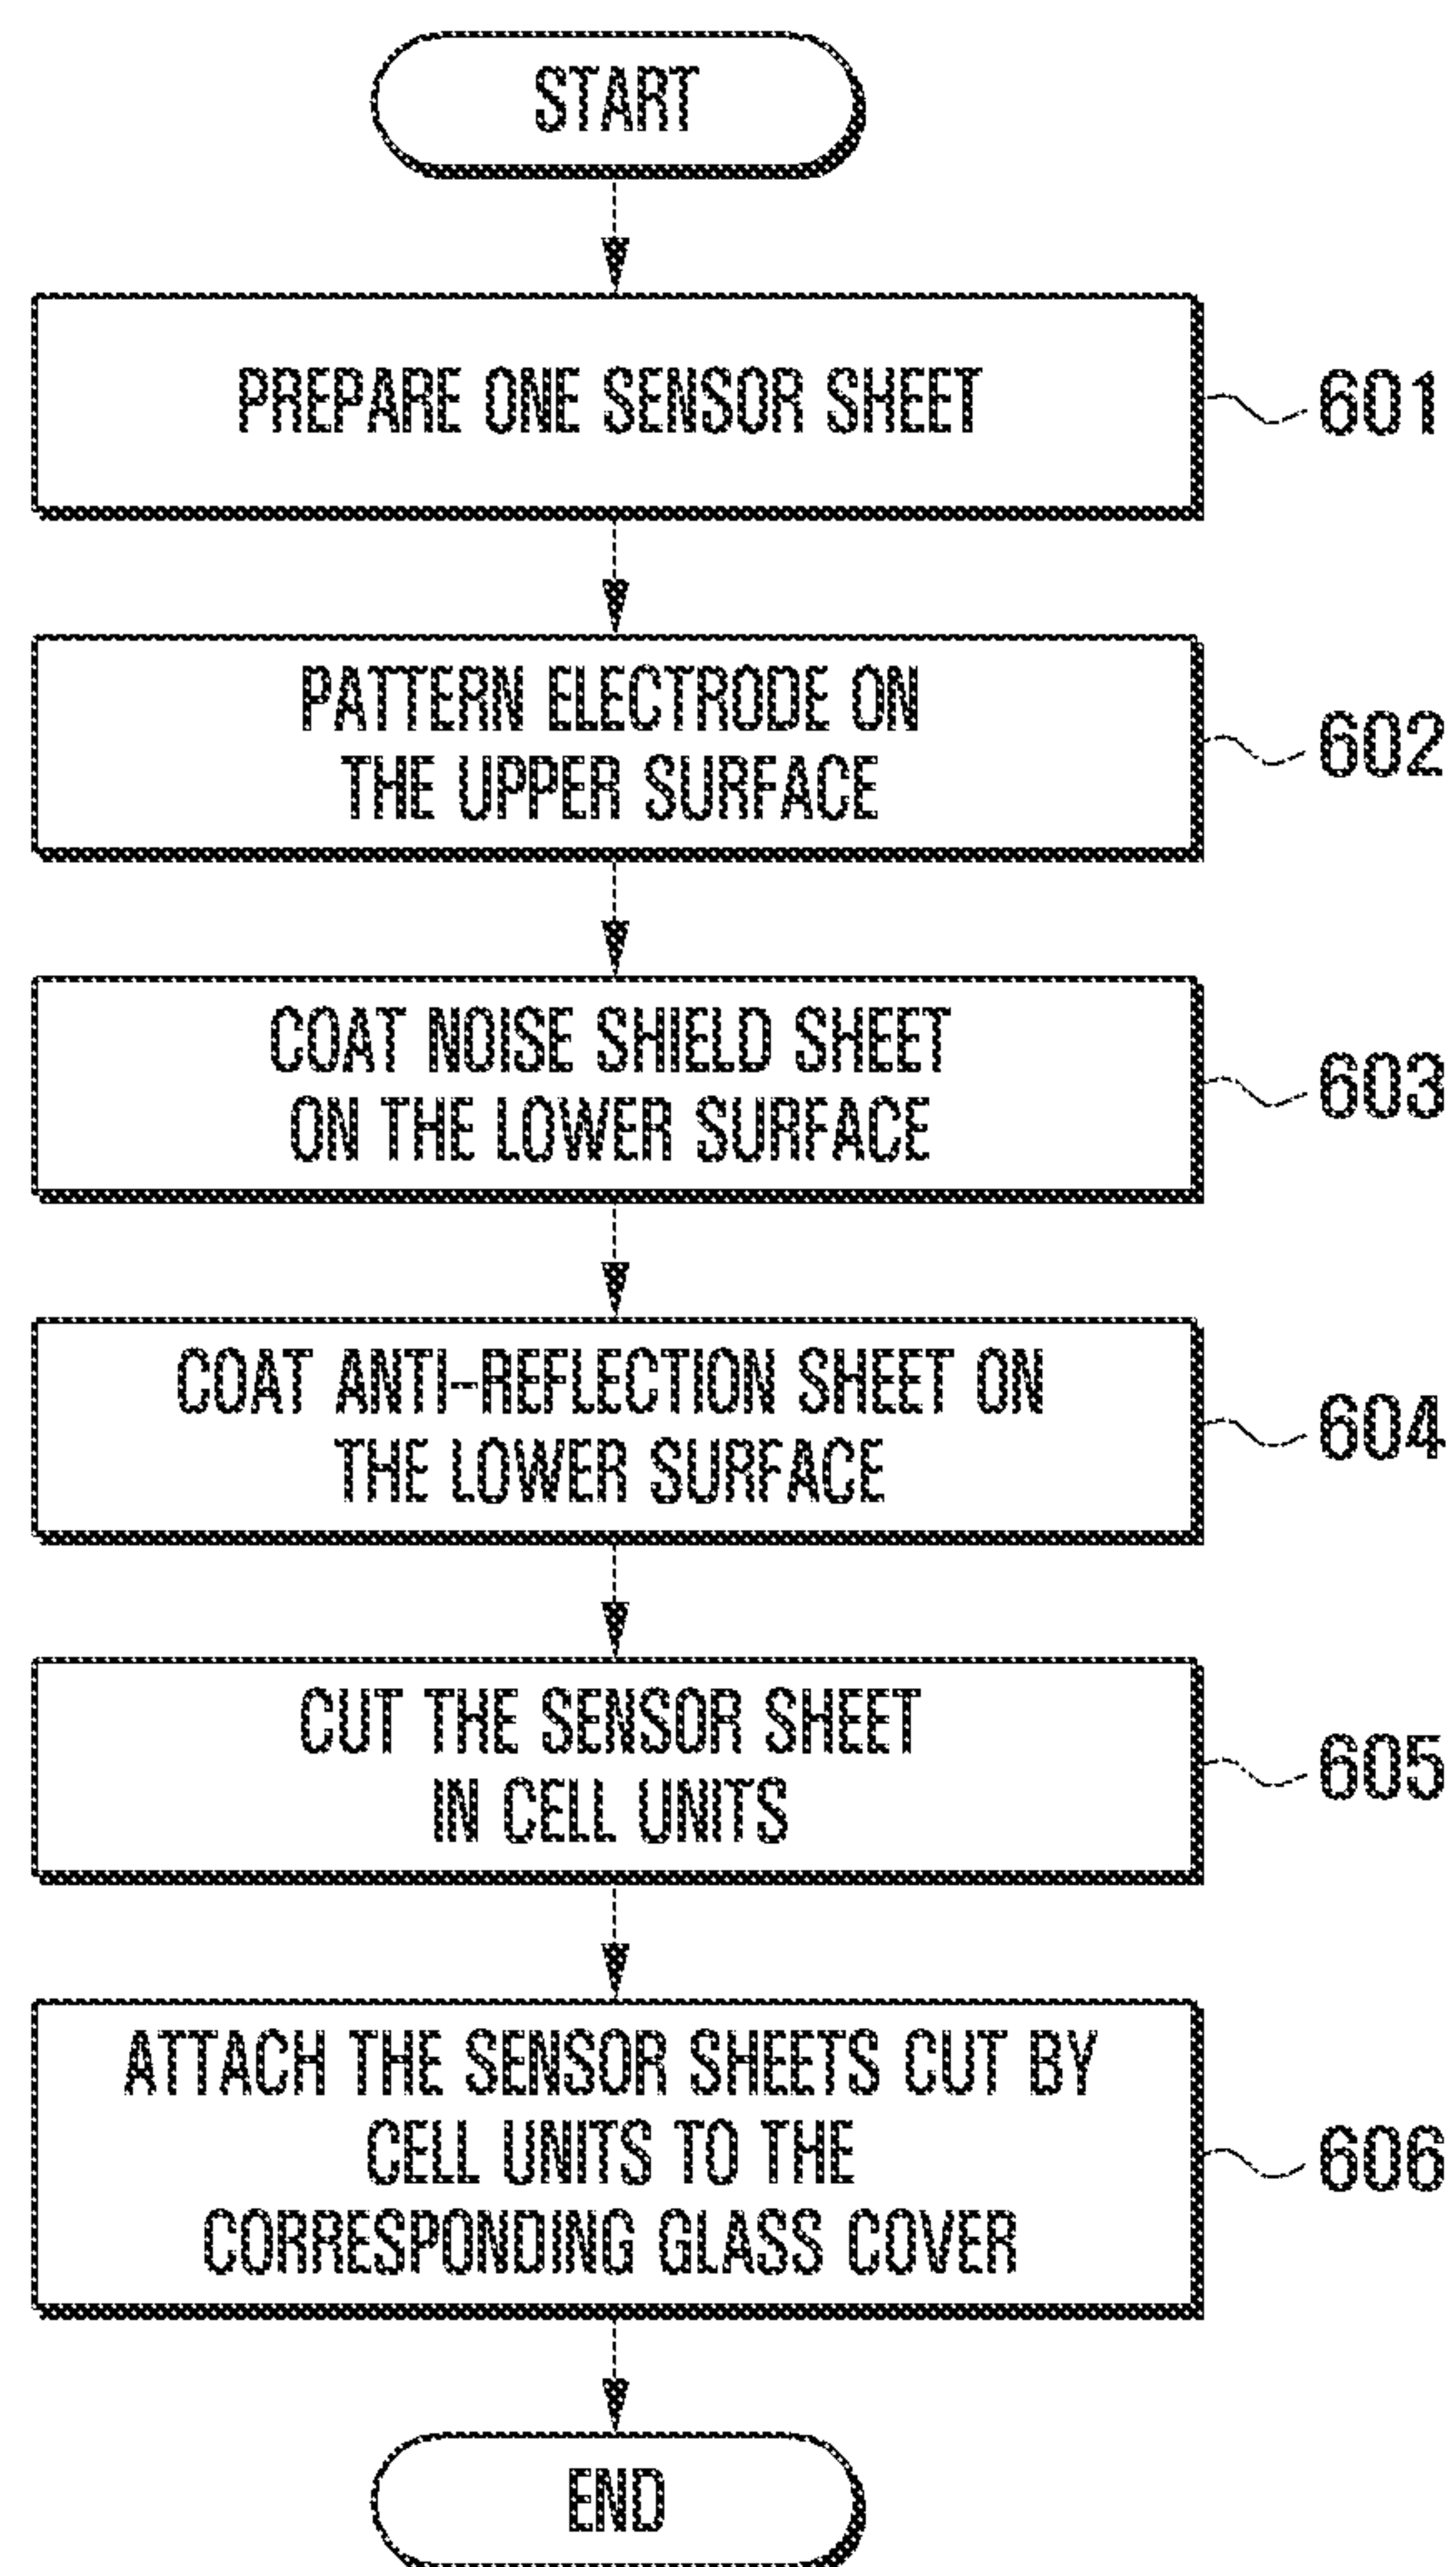 START
PREPARE ONE SENSOR SHEET
601
PATTERN ELECTRODE ON
THE UPPER SURFACE
602
COAT NOISE SHIELD SHEET
ON THE LOWER SURFACE
603
COAT ANTI-REFLECTION SHEET ON
THE LOWER SURFACE
604
CUT THE SENSOR SHEET
IN CELL UNITS
605
ATTACH THE SENSOR SHEETS CUT BY
CELL UNITS TO THE
CORRESPONDING GLASS COVER
606
END